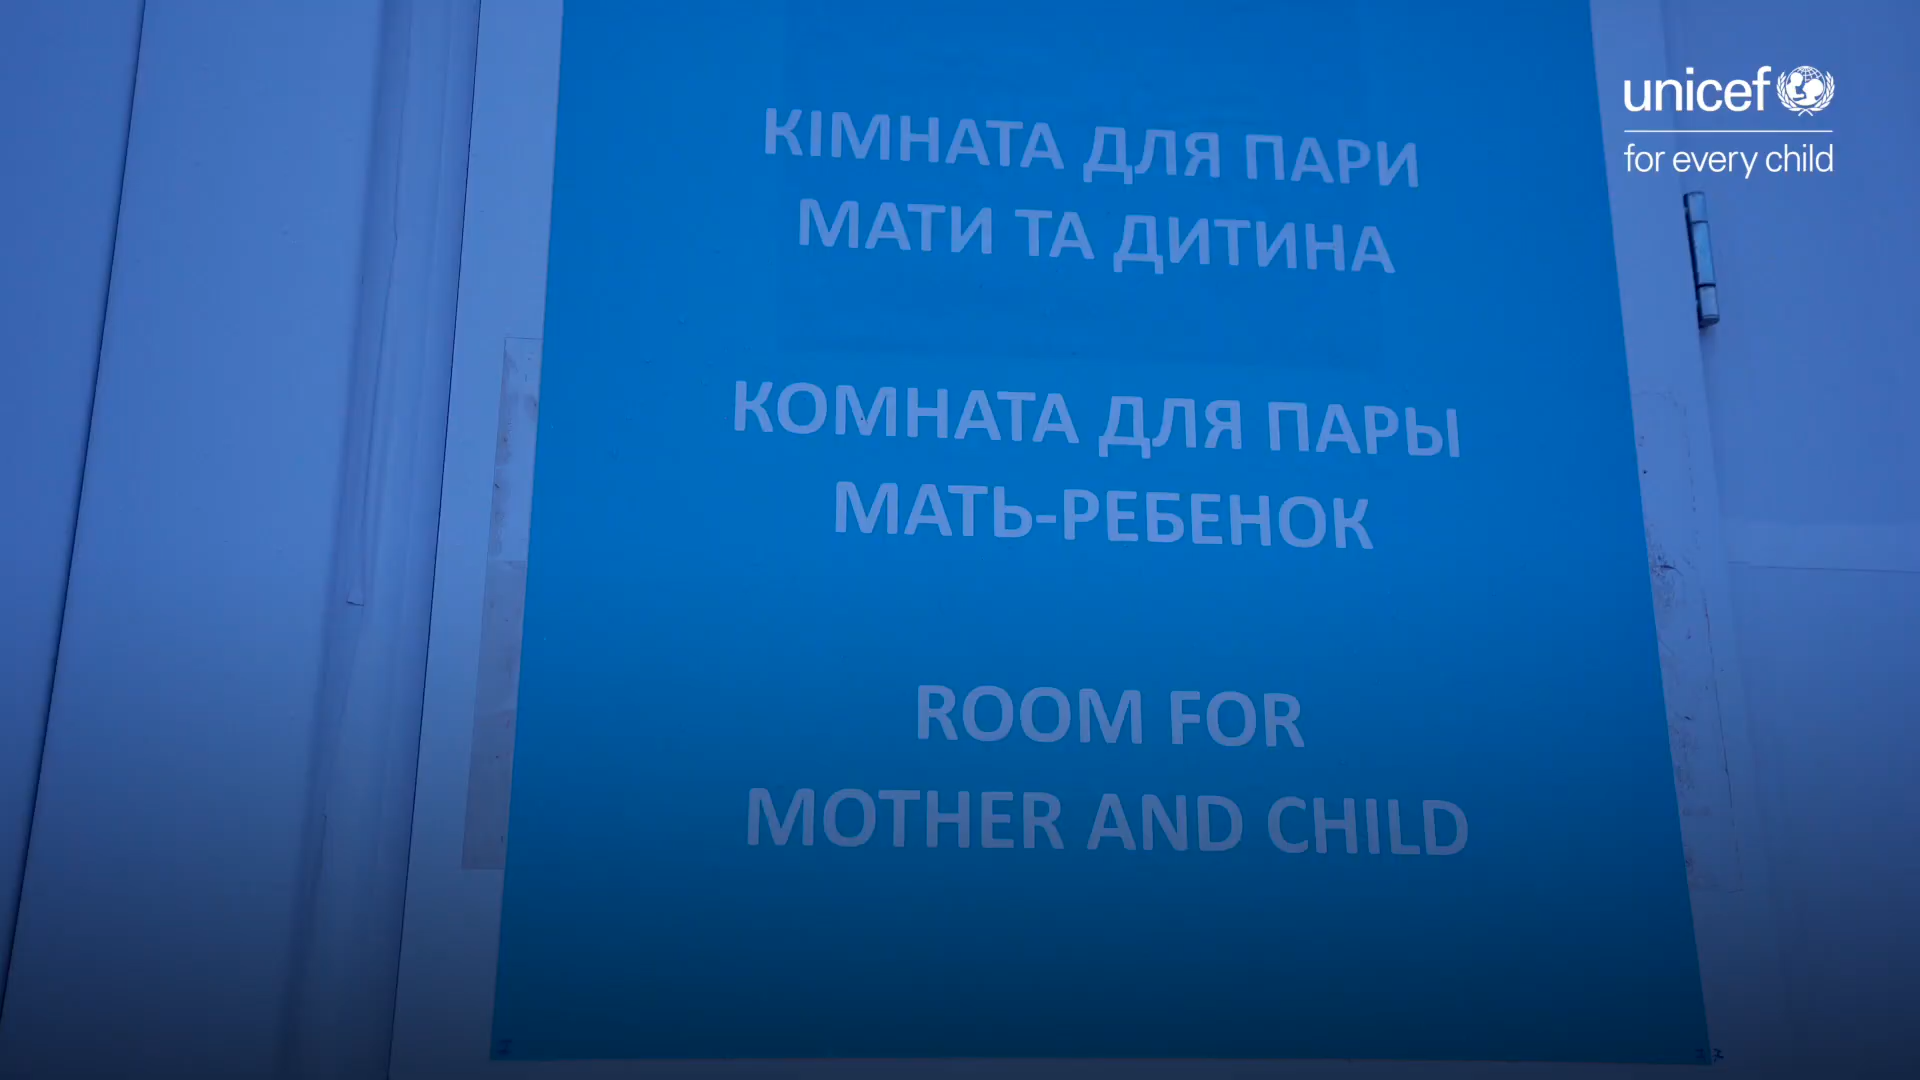 unicef
for every child
КІМНАТА ДЛЯ ПАРИ
МАТИ ТА ДИТИНА
КОМНАТА ДЛЯ ПАРЫ
МАТЬ-РЕБЕНОК
ROOM FOR
MOTHER AND CHILD